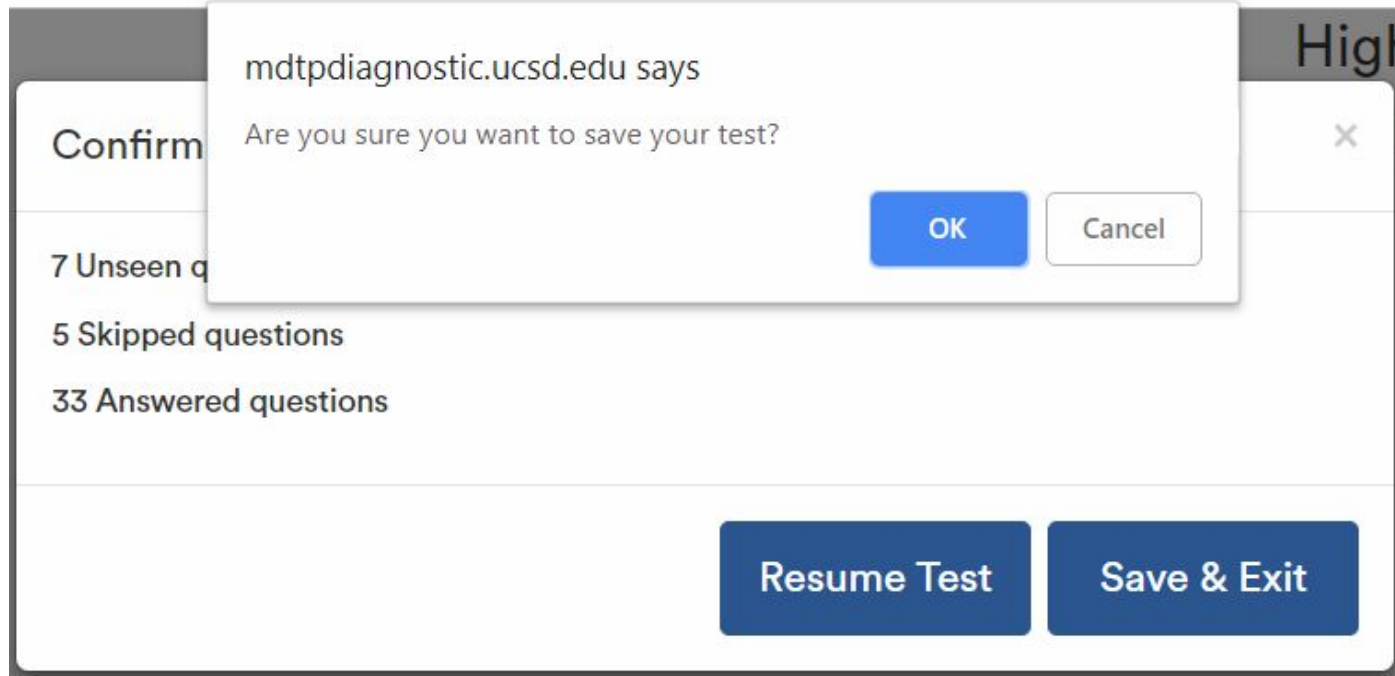 mdtpdiagnostic.ucsd.edu says
Are you sure you want to save your test?
OK Cancel
Confirm
×
7 Unseen
5 Skipped questions
33 Answered questions
Resume Test Save & Exit